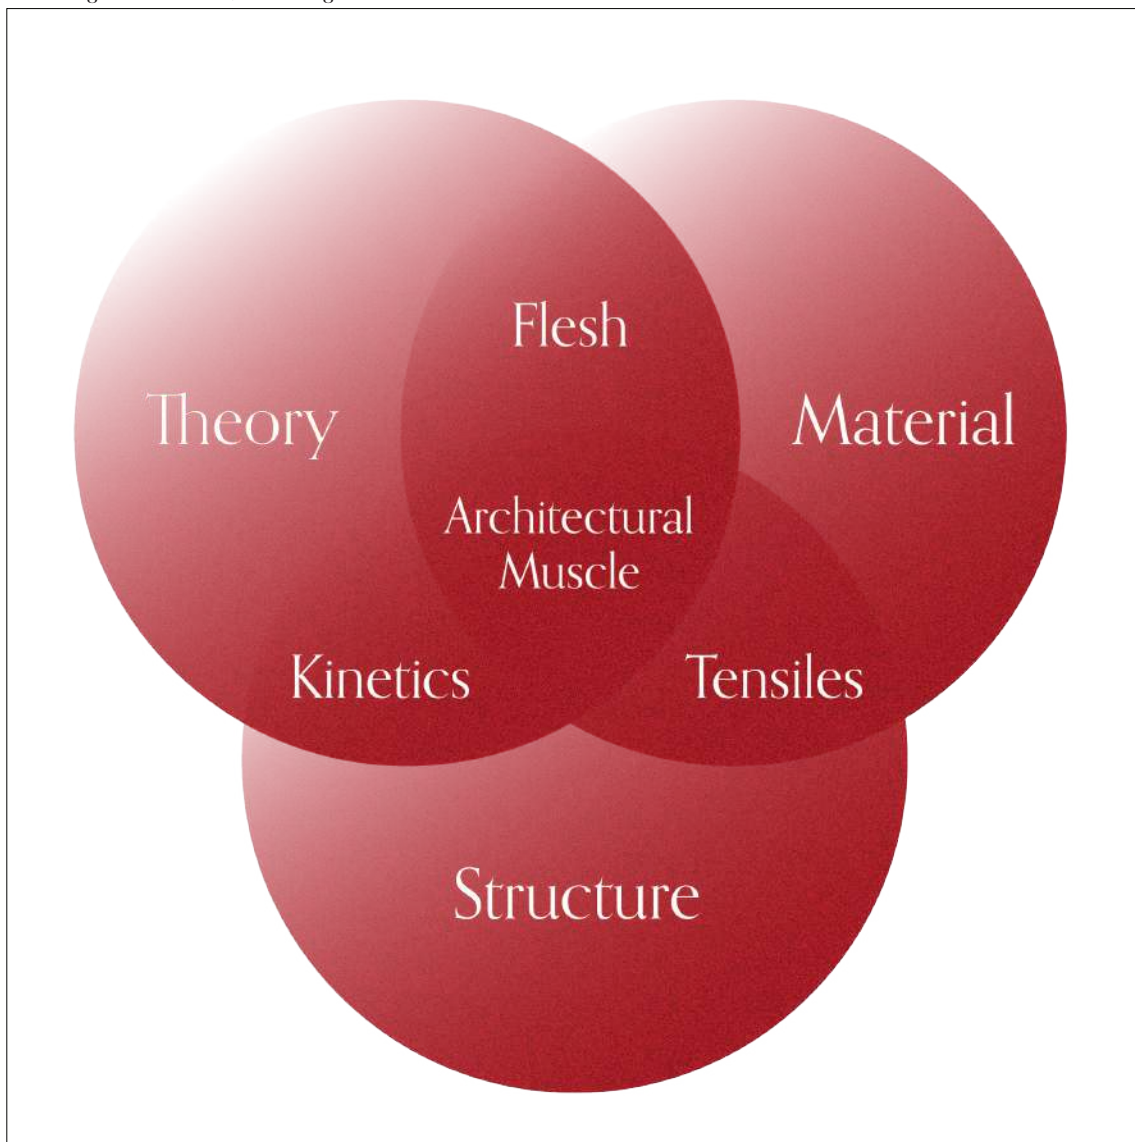 Flesh
Theory
Material
Architectural
Muscle
Kinetics
Tensiles
Structure